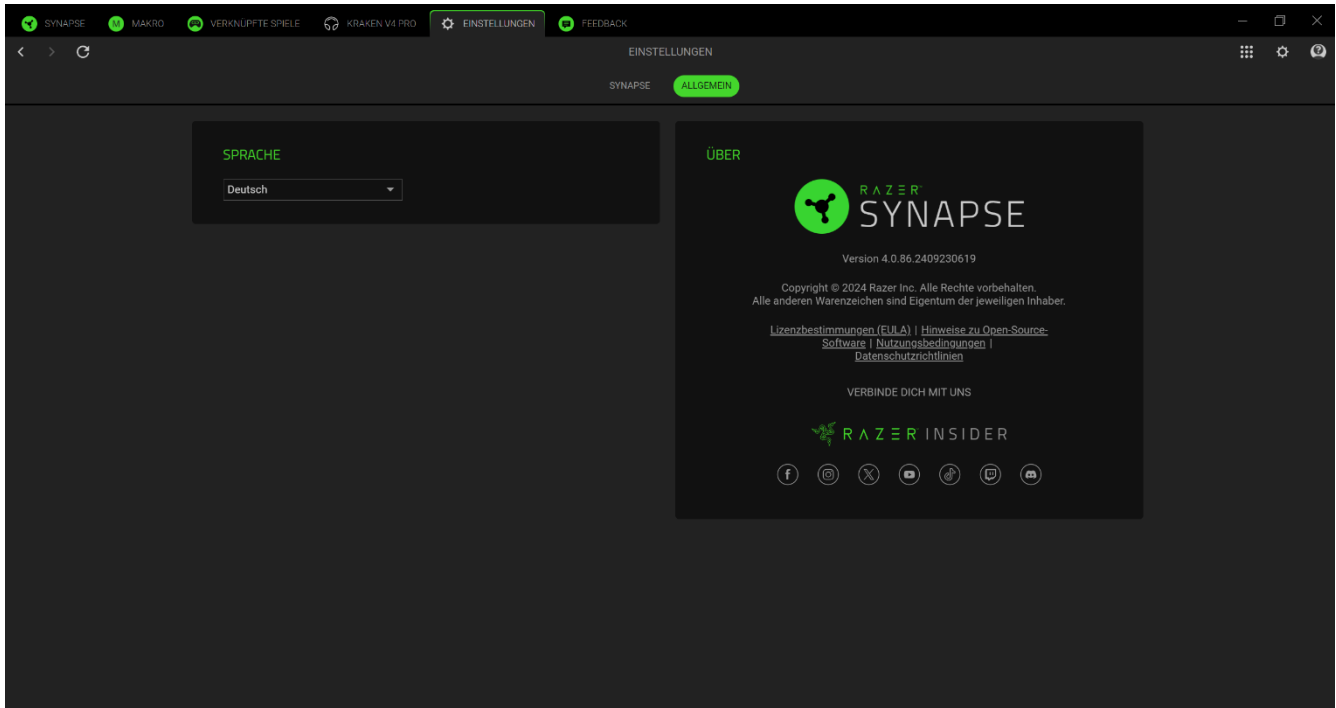 SYNAPSE
M
MAKRO
VERKNÜPFTE SPIELE
KRAKEN V4 PRO
EINSTELLUNGEN
FEEDBACK
EINSTELLUNGEN
SYNAPSE
ALLGEMEIN
SPRACHE
Deutsch
ÜBER
RAZER™
SYNAPSE
Version 4.0.86.2409230619
Copyright © 2024 Razer Inc. Alle Rechte vorbehalten.
Alle anderen Warenzeichen sind Eigentum der jeweiligen Inhaber.
Lizenzbestimmungen (EULA) | Hinweise zu Open-Source-
Software | Nutzungsbedingungen |
Datenschutzrichtlinien
VERBINDE DICH MIT UNS
RAZER INSIDER